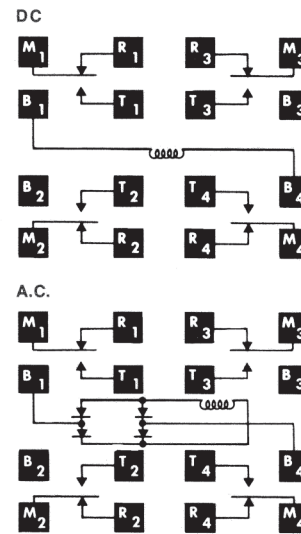 DC
M1 R1 R3 M3
B1 T1 T3 B3
B2 T2 T4 B4
M2 R2 R4 M4
A.C.
M1 R1 R3 M3
B1 T1 T3 B3
B2 T2 T4 B4
M2 R2 R4 M4